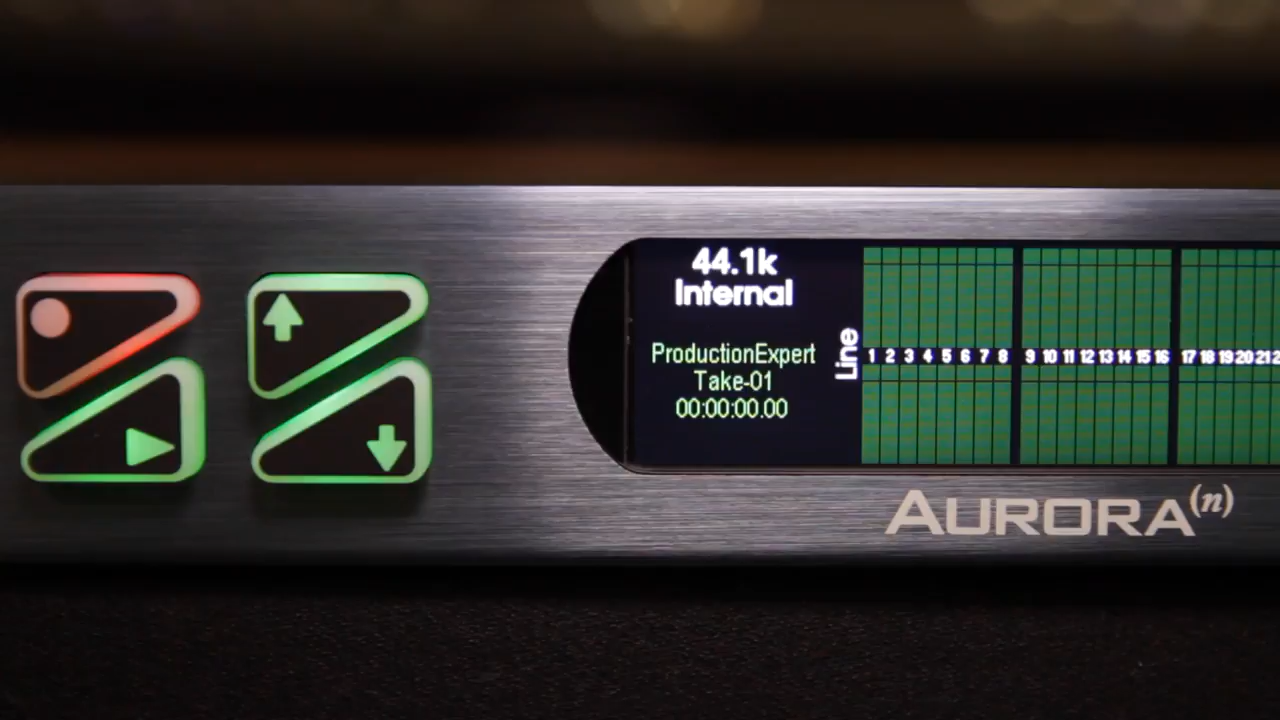 44.1k
Internal
ProductionExpert
Take-01
00:00:00.00
Line
1 2 3 4 5 6 7 8 9 10 11 12 13 14 15 16 17 18 19 20 21 2
AURORA(n)